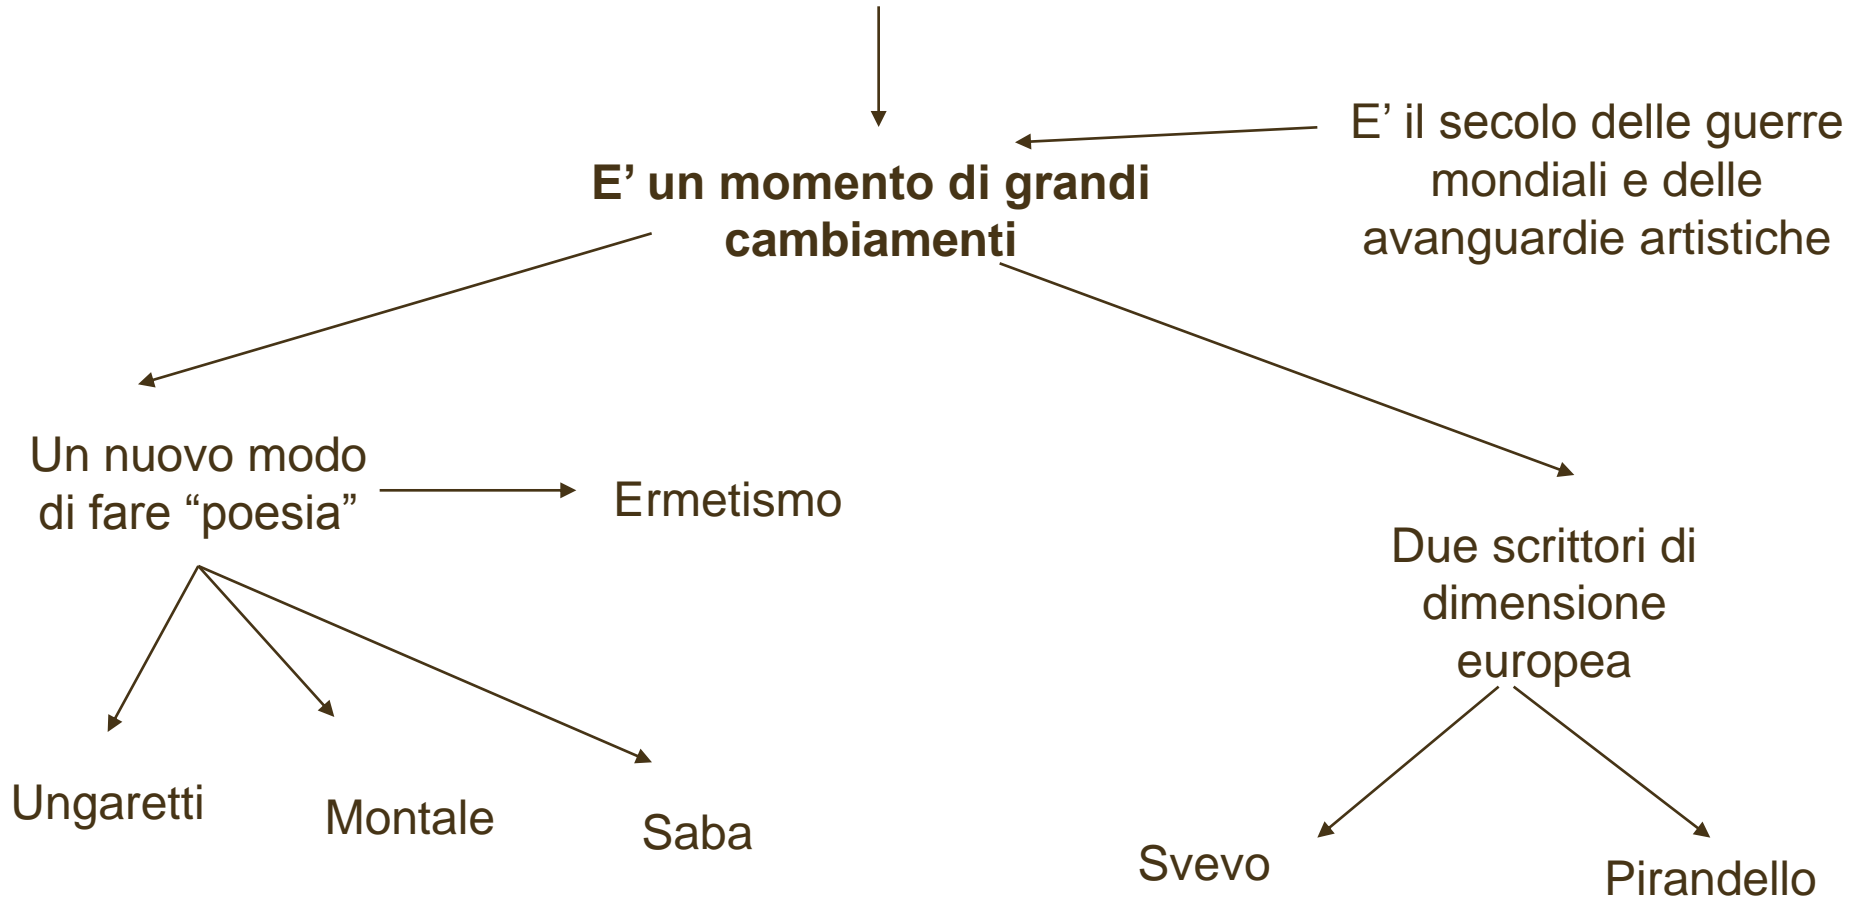 E’ il secolo delle guerre
mondiali e delle
avanguardie artistiche
E’ un momento di grandi
cambiamenti
Un nuovo modo
di fare “poesia”
Ermetismo
Due scrittori di
dimensione
europea
Ungaretti
Montale
Saba
Svevo
Pirandello